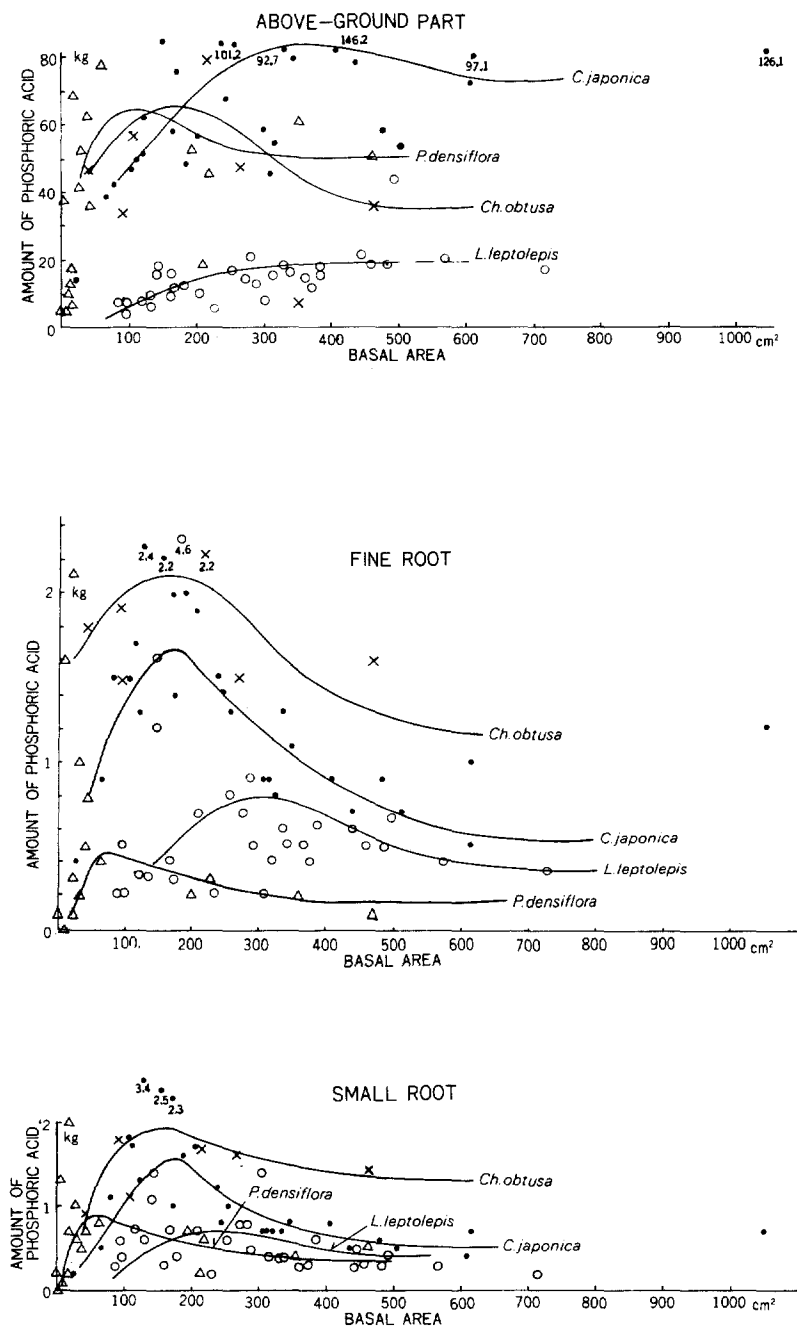 ABOVE-GROUND PART
AMOUNT OF PHOSPHORIC ACID
kg
80
60
40
20
0
101.2
92.7
146.2
97.1
126.1
C.japonica
P.densiflora
Ch.obtusa
L.leptolepis
100 200 300 400 500 600 700 800 900 1000 cm²
BASAL AREA
FINE ROOT
AMOUNT OF PHOSPHORIC ACID
kg
2
1
0
2.4
2.2
4.6
2.2
Ch.obtusa
C.japonica
L.leptolepis
P.densiflora
100 200 300 400 500 600 700 800 900 1000 cm²
BASAL AREA
SMALL ROOT
AMOUNT OF PHOSPHORIC ACID
kg
2
1
0
3.4
2.5
2.3
Ch.obtusa
P.densiflora
L.leptolepis
C.japonica
100 200 300 400 500 600 700 800 900 1000 cm²
BASAL AREA